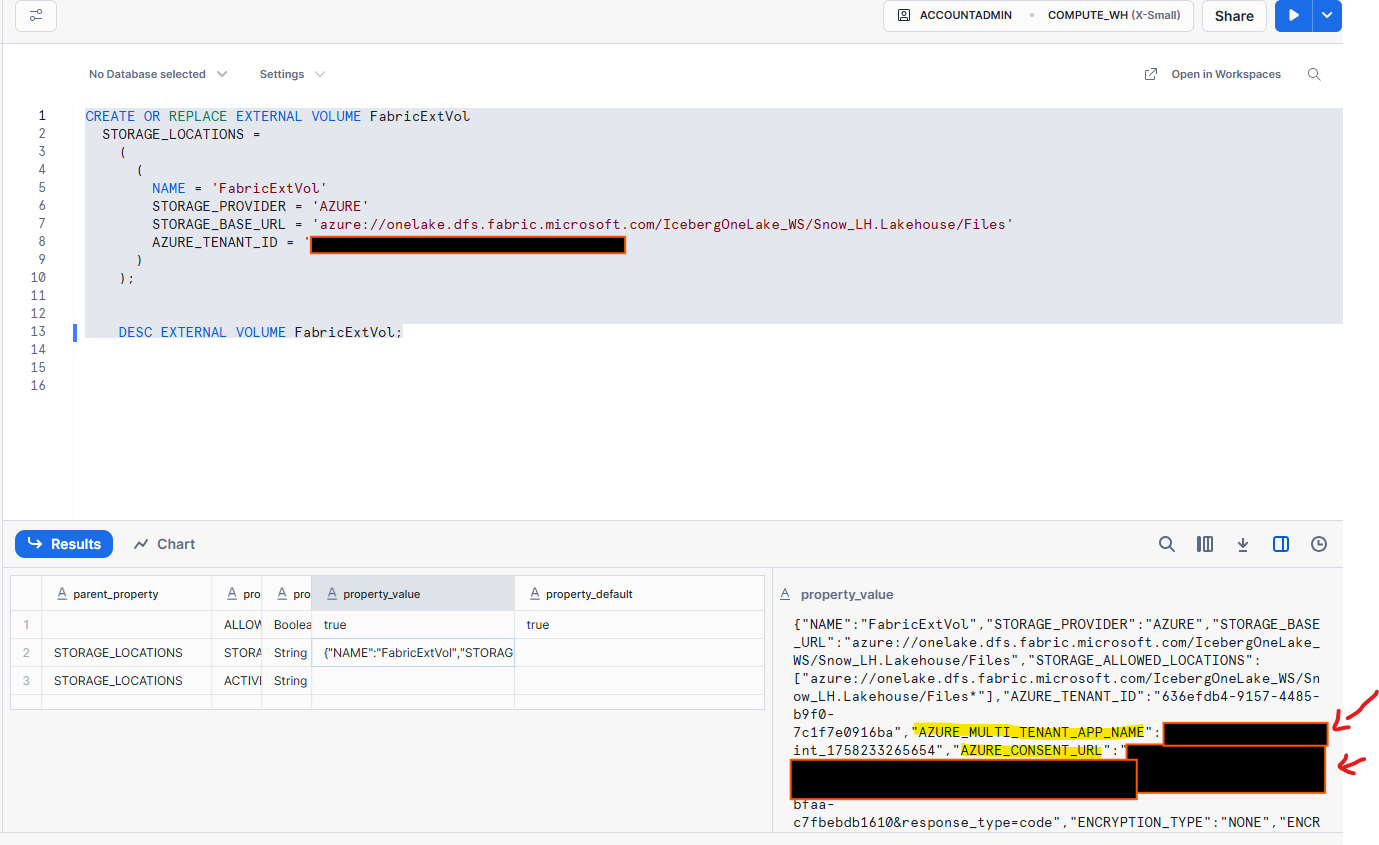 ACCOUNTADMIN COMPUTE_WH (X-Small) Share
No Database selected Settings Open in Workspaces
1 CREATE OR REPLACE EXTERNAL VOLUME FabricExtVol
2 STORAGE_LOCATIONS =
3 (
4 (
5 NAME = 'FabricExtVol'
6 STORAGE_PROVIDER = 'AZURE'
7 STORAGE_BASE_URL = 'azure://onelake.dfs.fabric.microsoft.com/IcebergOneLake_WS/Snow_LH.Lakehouse/Files'
8 AZURE_TENANT_ID = '
9 )
10 );
11
12
13 DESC EXTERNAL VOLUME FabricExtVol;
14
15
16
Results Chart
A parent_property A pro A pro A property_value A property_default
1 ALLOW Boolea true true
2 STORAGE_LOCATIONS STORA String {"NAME":"FabricExtVol","STORAG
3 STORAGE_LOCATIONS ACTIVI String
A property_value
{"NAME":"FabricExtVol","STORAGE_PROVIDER":"AZURE","STORAGE_BASE
_URL":"azure://onelake.dfs.fabric.microsoft.com/IcebergOneLake_
WS/Snow_LH.Lakehouse/Files","STORAGE_ALLOWED_LOCATIONS":
["azure://onelake.dfs.fabric.microsoft.com/IcebergOneLake_WS/Sn
ow_LH.Lakehouse/Files*"],"AZURE_TENANT_ID":"636efdb4-9157-4485-
b9f0-
7c1f7e0916ba","AZURE_MULTI_TENANT_APP_NAME":
int_1758233265654","AZURE_CONSENT_URL":"
bfaa-
c7fbebdb1610&response_type=code","ENCRYPTION_TYPE":"NONE","ENCR